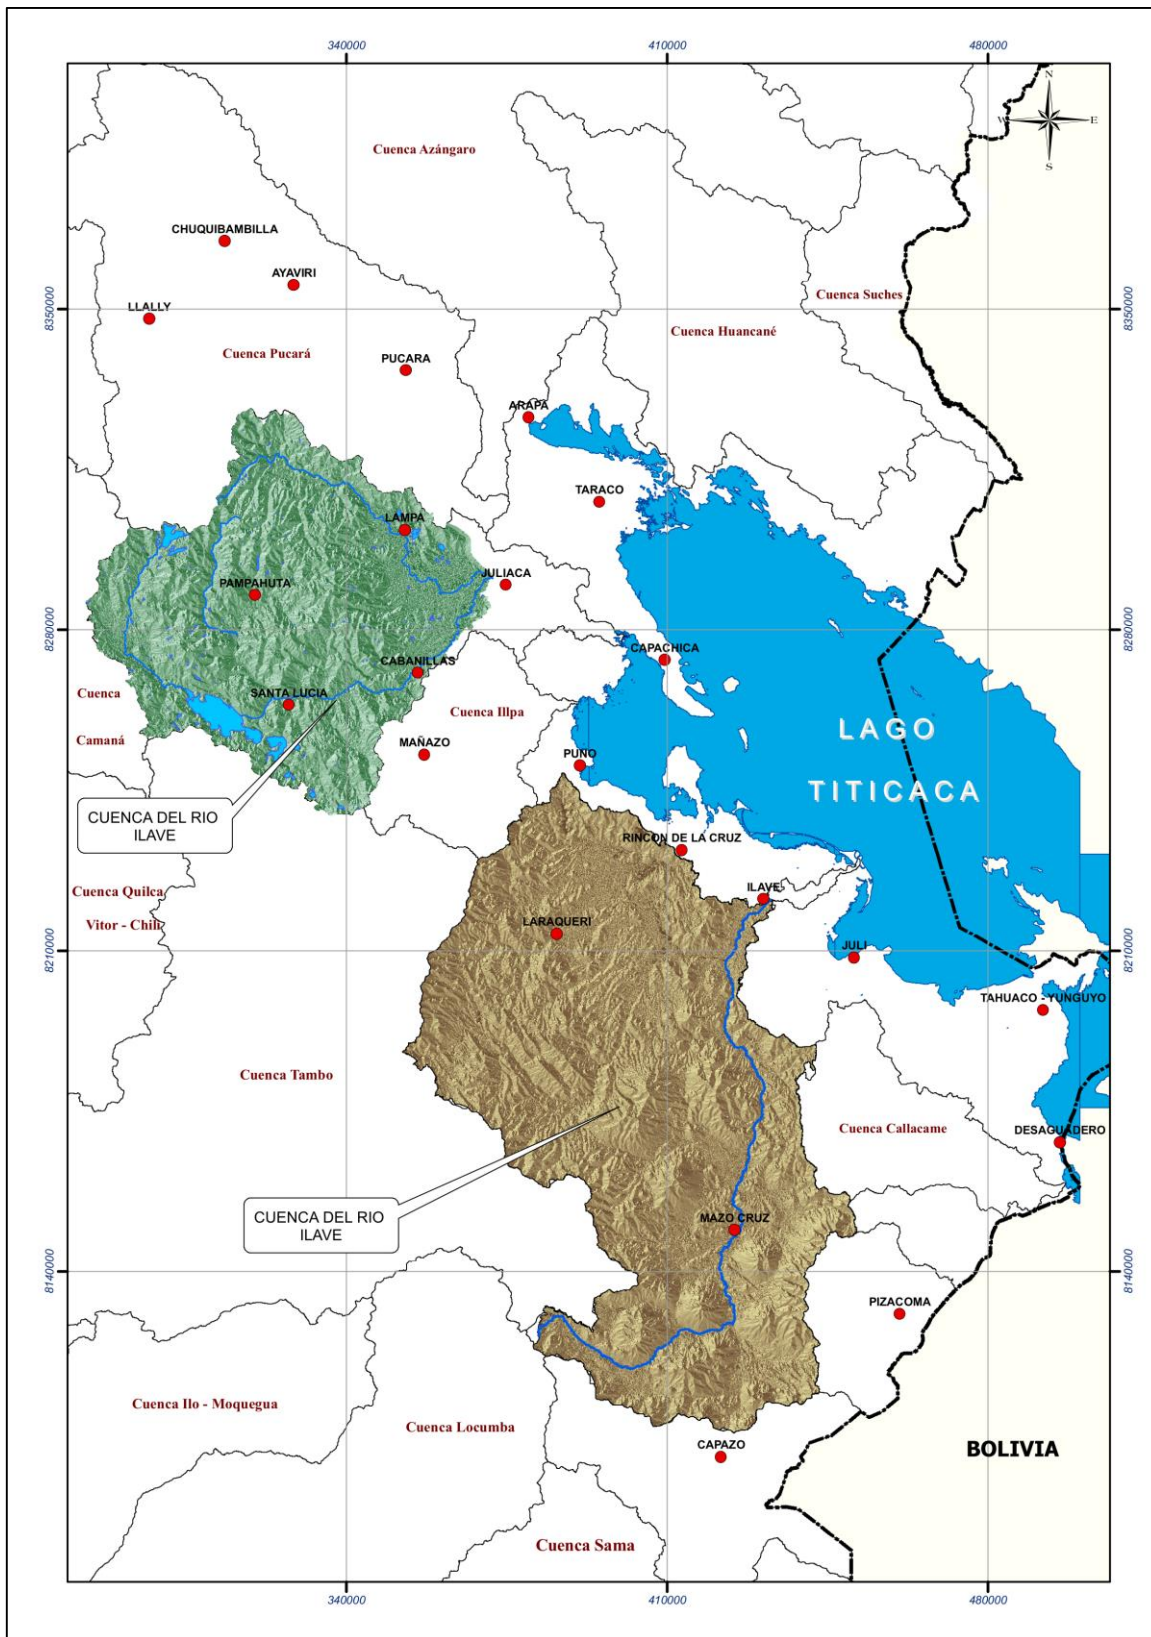 340000
410000
480000
N
W
E
S
Cuenca Azángaro
CHUQUIBAMBILLA
AYAVIRI
LLALLY
Cuenca Suches
8350000
8350000
Cuenca Huancané
Cuenca Pucará
PUCARA
ARAPA
TARACO
LAMPA
JULIACA
PAMPAHUTA
8280000
8280000
CAPACHICA
CABANILLAS
Cuenca
Camaná
SANTA LUCIA
Cuenca Illpa
MAÑAZO
PUNO
LAGO
TITICACA
CUENCA DEL RIO
ILAVE
RINCON DE LA CRUZ
Cuenca Quilca
Vitor - Chili
ILAVE
LARAQUERI
8210000
8210000
JULI
TAHUACO - YUNGUYO
Cuenca Tambo
Cuenca Callacame
DESAGUADERO
CUENCA DEL RIO
ILAVE
MAZO CRUZ
8140000
8140000
PIZACOMA
Cuenca Ilo - Moquegua
Cuenca Locumba
CAPAZO
BOLIVIA
Cuenca Sama
340000
410000
480000